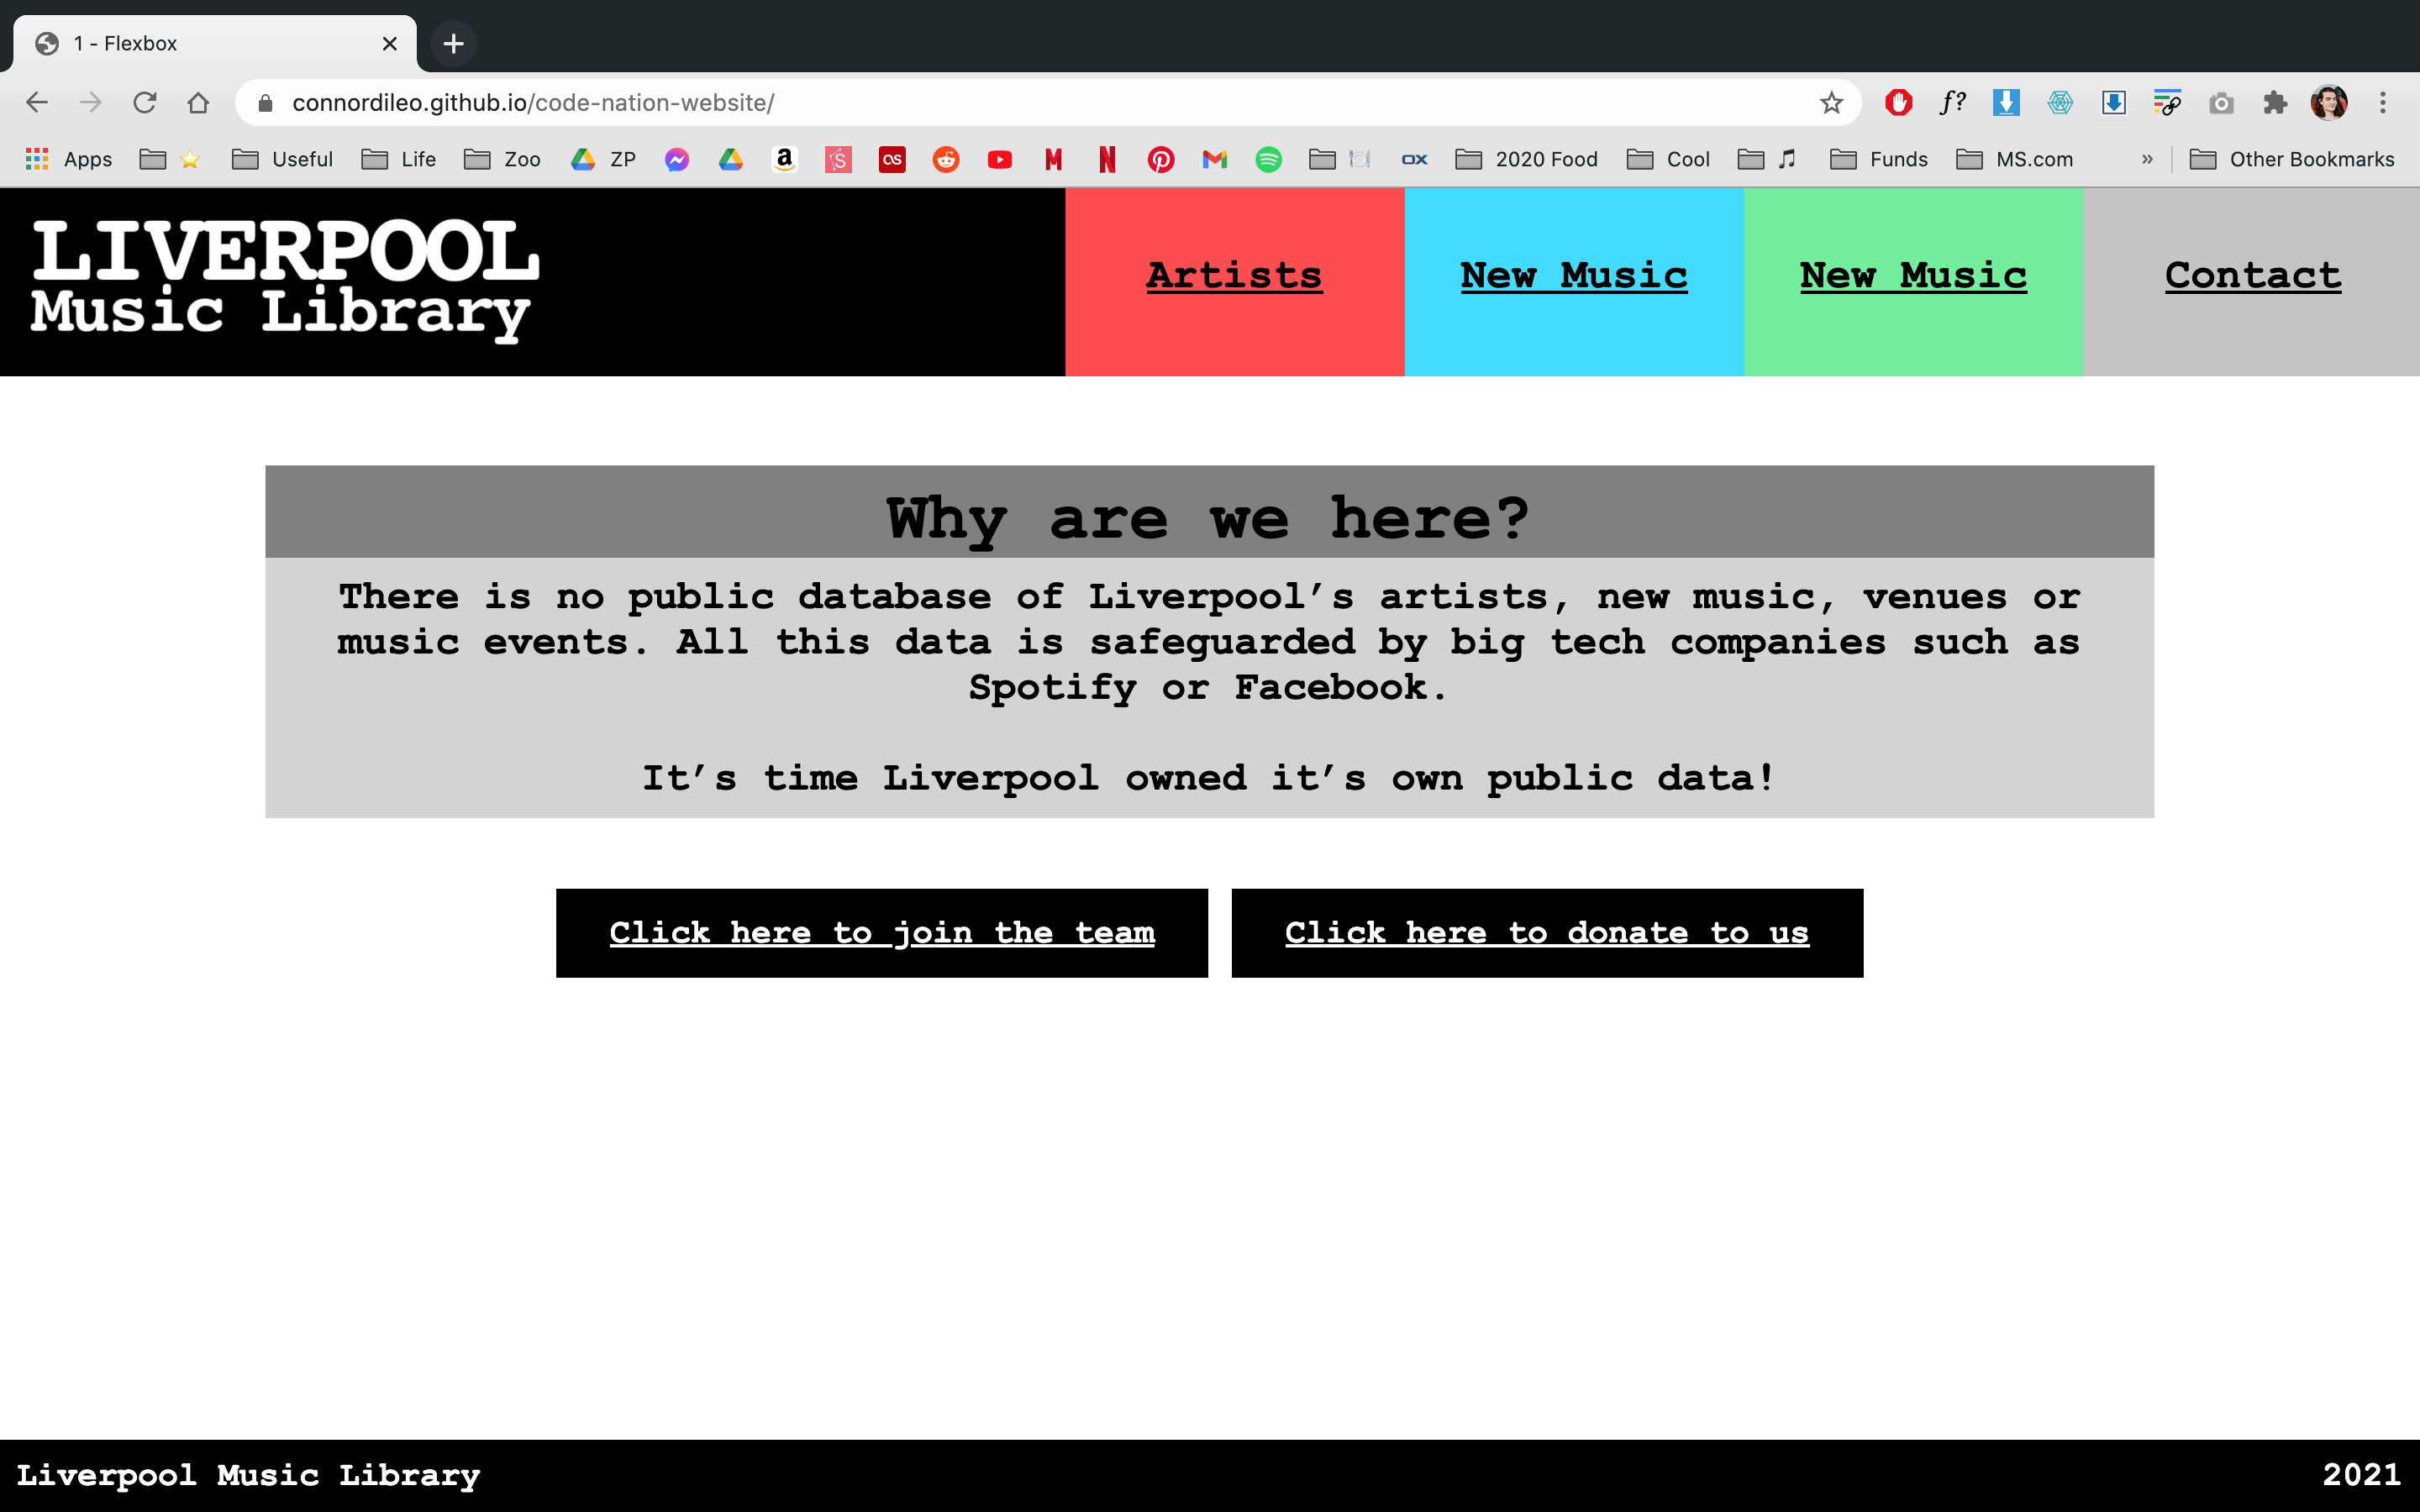 1 - Flexbox
connordileo.github.io/code-nation-website/
f?
Apps Useful Life Zoo ZP 2020 Food Cool Funds MS.com » Other Bookmarks
LIVERPOOL
Music Library
Artists New Music New Music Contact
Why are we here?
There is no public database of Liverpool’s artists, new music, venues or
music events. All this data is safeguarded by big tech companies such as
Spotify or Facebook.
It’s time Liverpool owned it’s own public data!
Click here to join the team Click here to donate to us
Liverpool Music Library 2021